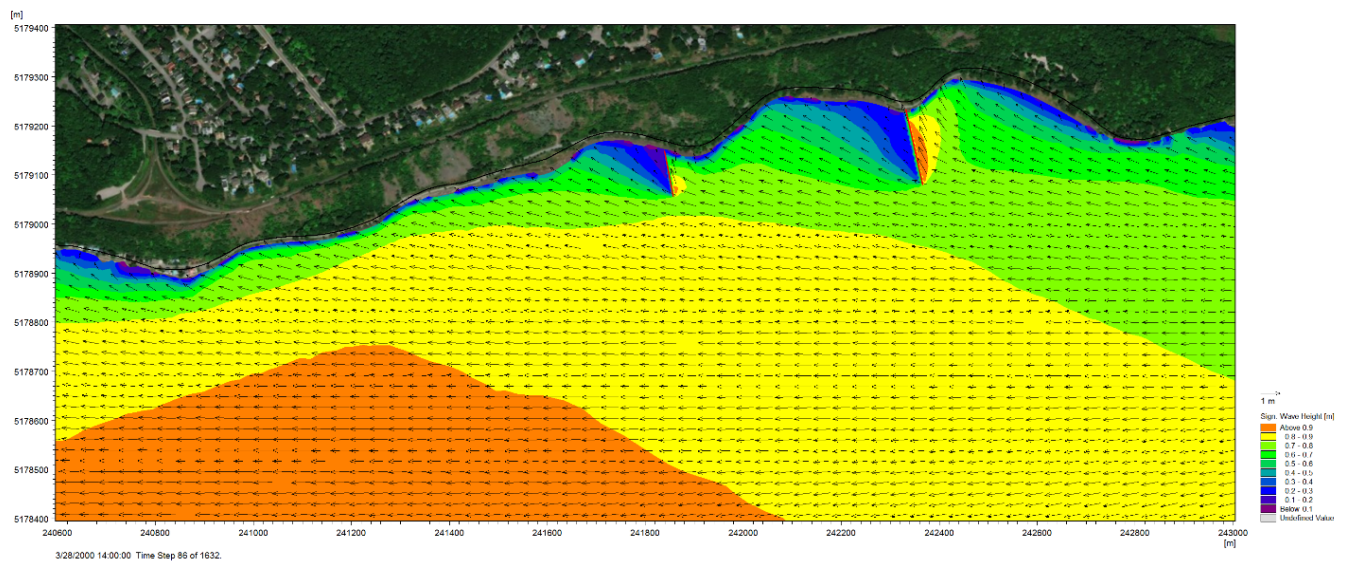 [m]
5179400
5179300
5179200
5179100
5179000
5178900
5178800
5178700
5178600
5178500
5178400
240600 240800 241000 241200 241400 241600 241800 242000 242200 242400 242600 242800 243000
[m]
3/28/2000 14:00:00 Time Step 86 of 1632.
1 m
Sign. Wave Height [m]
Above 0.9
0.8 - 0.9
0.7 - 0.8
0.6 - 0.7
0.5 - 0.6
0.4 - 0.5
0.3 - 0.4
0.2 - 0.3
0.1 - 0.2
Below 0.1
Undefined Value